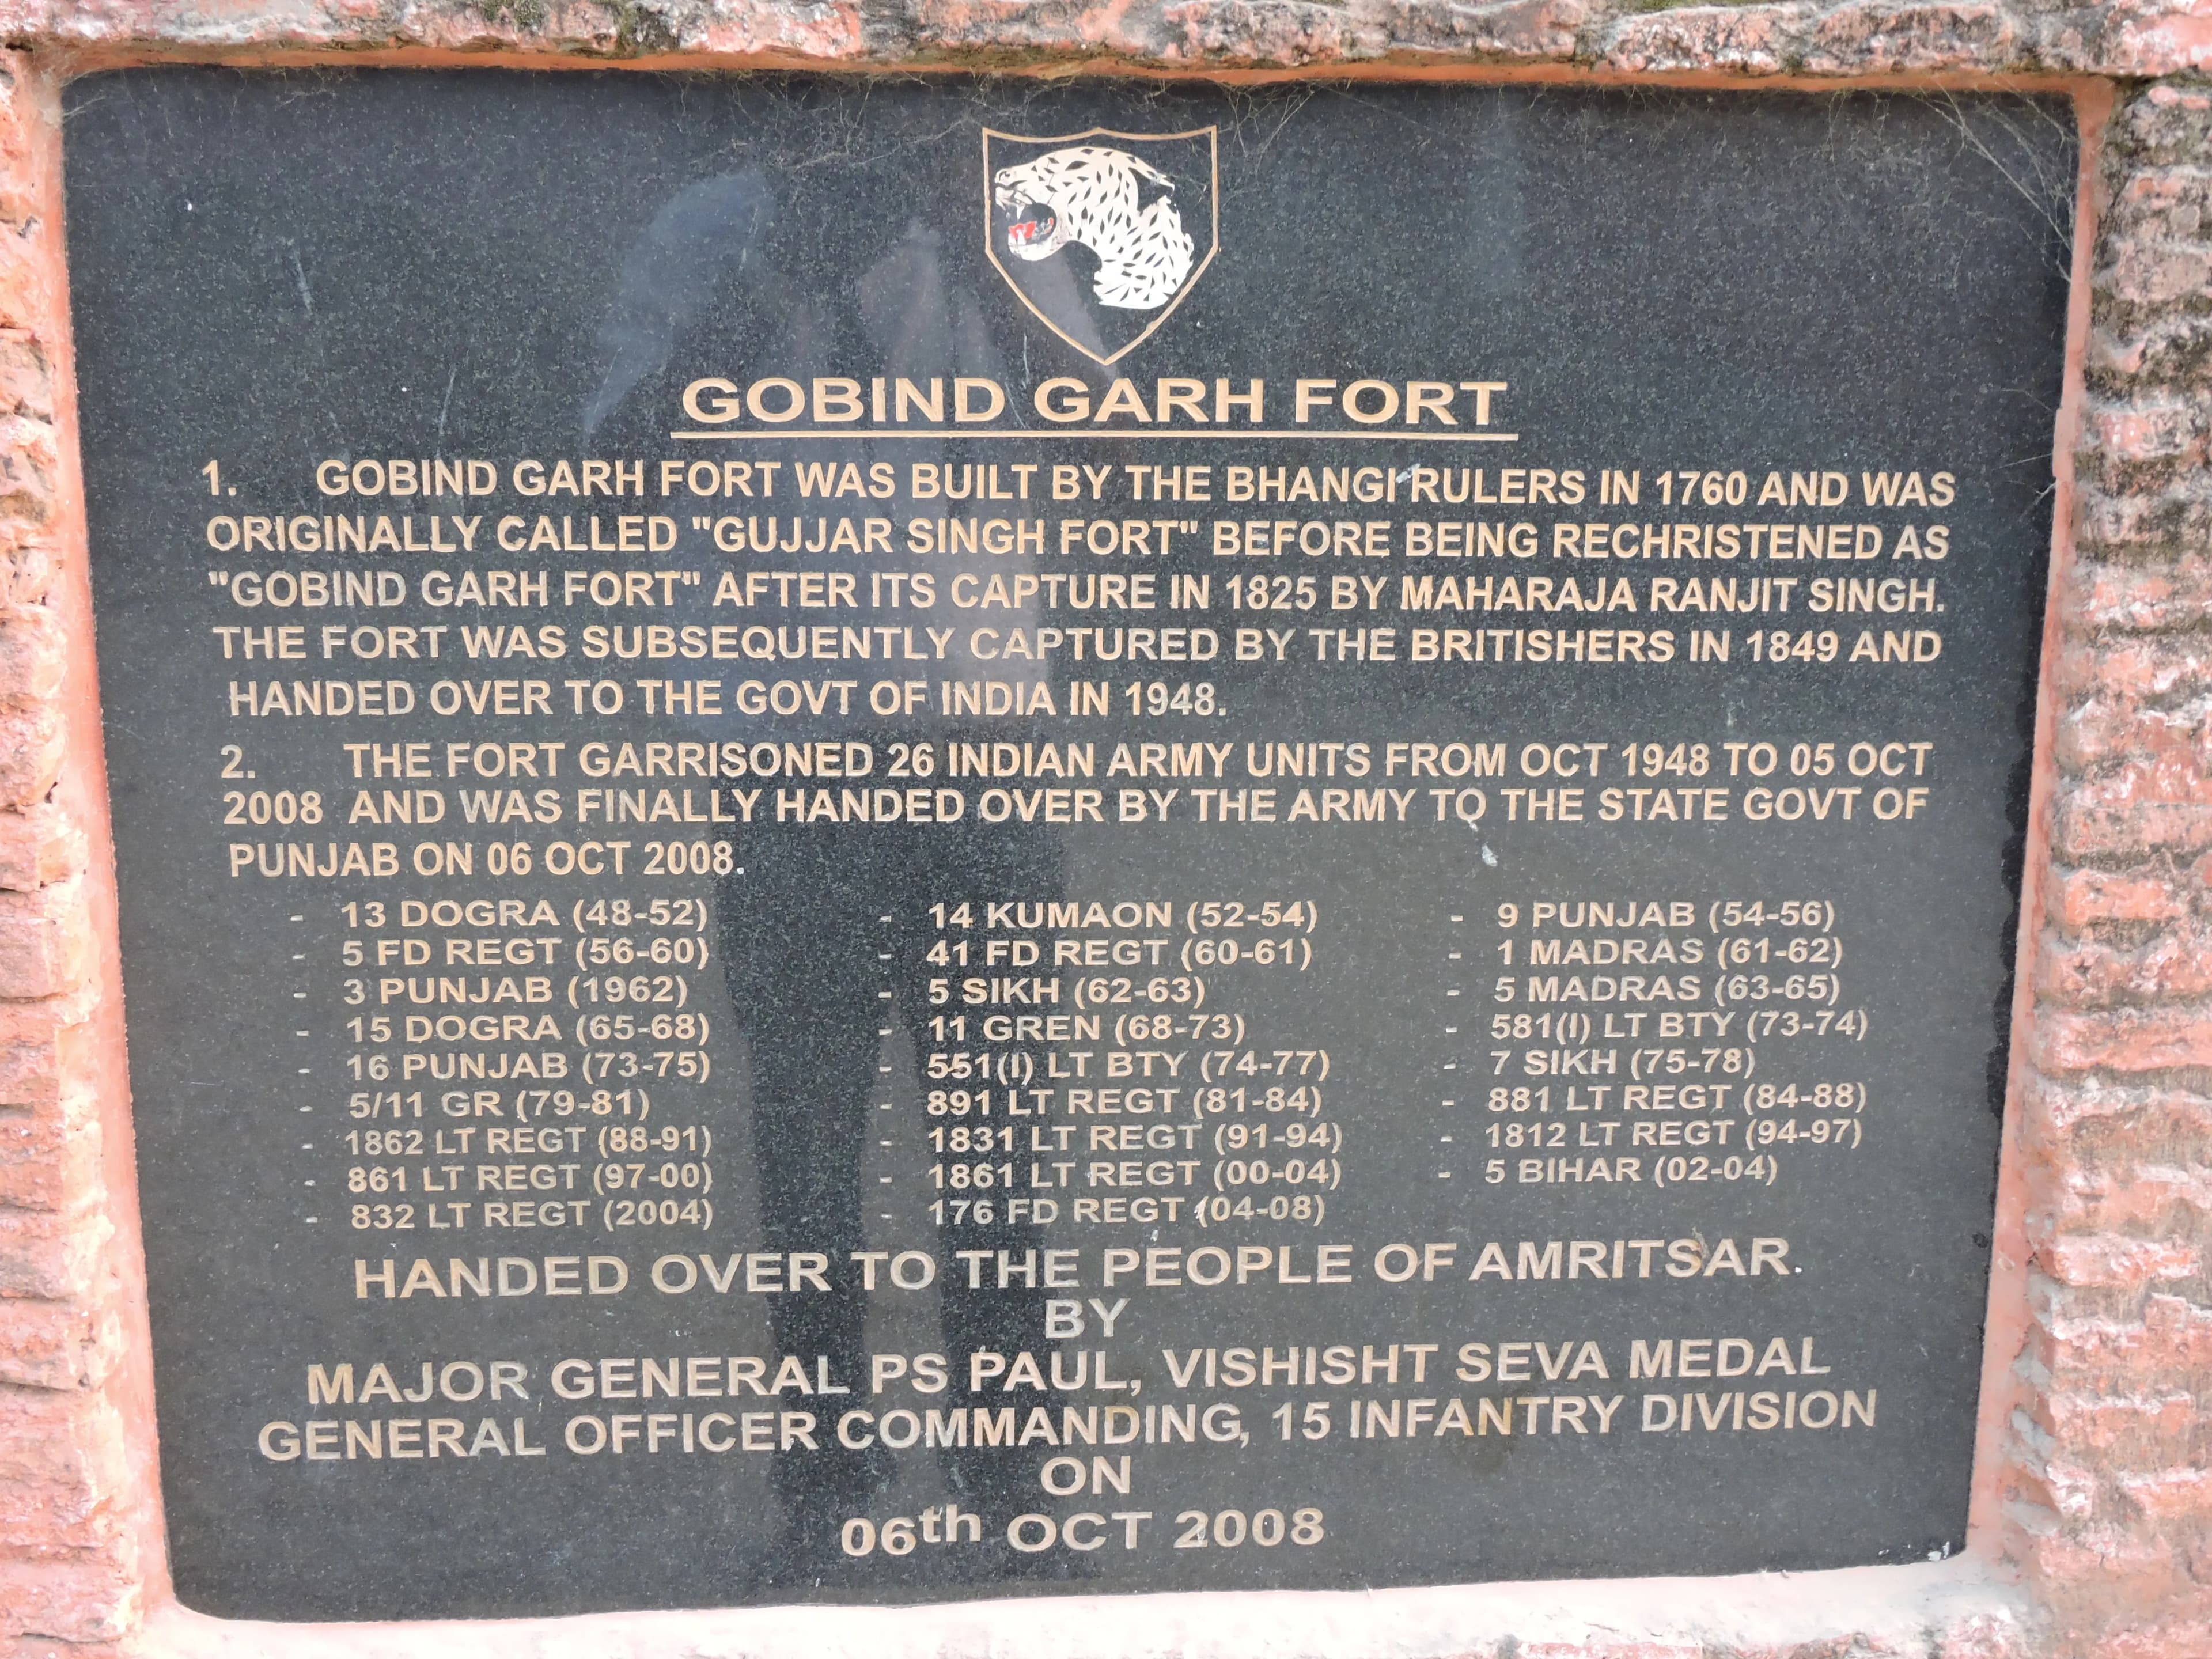 GOBIND GARH FORT
1. GOBIND GARH FORT WAS BUILT BY THE BHANGI RULERS IN 1760 AND WAS
ORIGINALLY CALLED "GUJJAR SINGH FORT" BEFORE BEING RECHRISTENED AS
"GOBIND GARH FORT" AFTER ITS CAPTURE IN 1825 BY MAHARAJA RANJIT SINGH.
THE FORT WAS SUBSEQUENTLY CAPTURED BY THE BRITISHERS IN 1849 AND
HANDED OVER TO THE GOVT OF INDIA IN 1948.
2. THE FORT GARRISONED 26 INDIAN ARMY UNITS FROM OCT 1948 TO 05 OCT
2008 AND WAS FINALLY HANDED OVER BY THE ARMY TO THE STATE GOVT OF
PUNJAB ON 06 OCT 2008.
- 13 DOGRA (48-52) - 14 KUMAON (52-54) - 9 PUNJAB (54-56)
- 5 FD REGT (56-60) - 41 FD REGT (60-61) - 1 MADRAS (61-62)
- 3 PUNJAB (1962) - 5 SIKH (62-63) - 5 MADRAS (63-65)
- 15 DOGRA (65-68) - 11 GREN (68-73) - 581(I) LT BTY (73-74)
- 16 PUNJAB (73-75) - 551(I) LT BTY (74-77) - 7 SIKH (75-78)
- 5/11 GR (79-81) - 891 LT REGT (81-84) - 881 LT REGT (84-88)
- 1862 LT REGT (88-91) - 1831 LT REGT (91-94) - 1812 LT REGT (94-97)
- 861 LT REGT (97-00) - 1861 LT REGT (00-04) - 5 BIHAR (02-04)
- 832 LT REGT (2004) - 176 FD REGT (04-08)
HANDED OVER TO THE PEOPLE OF AMRITSAR.
BY
MAJOR GENERAL PS PAUL, VISHISHT SEVA MEDAL
GENERAL OFFICER COMMANDING, 15 INFANTRY DIVISION
ON
06th OCT 2008